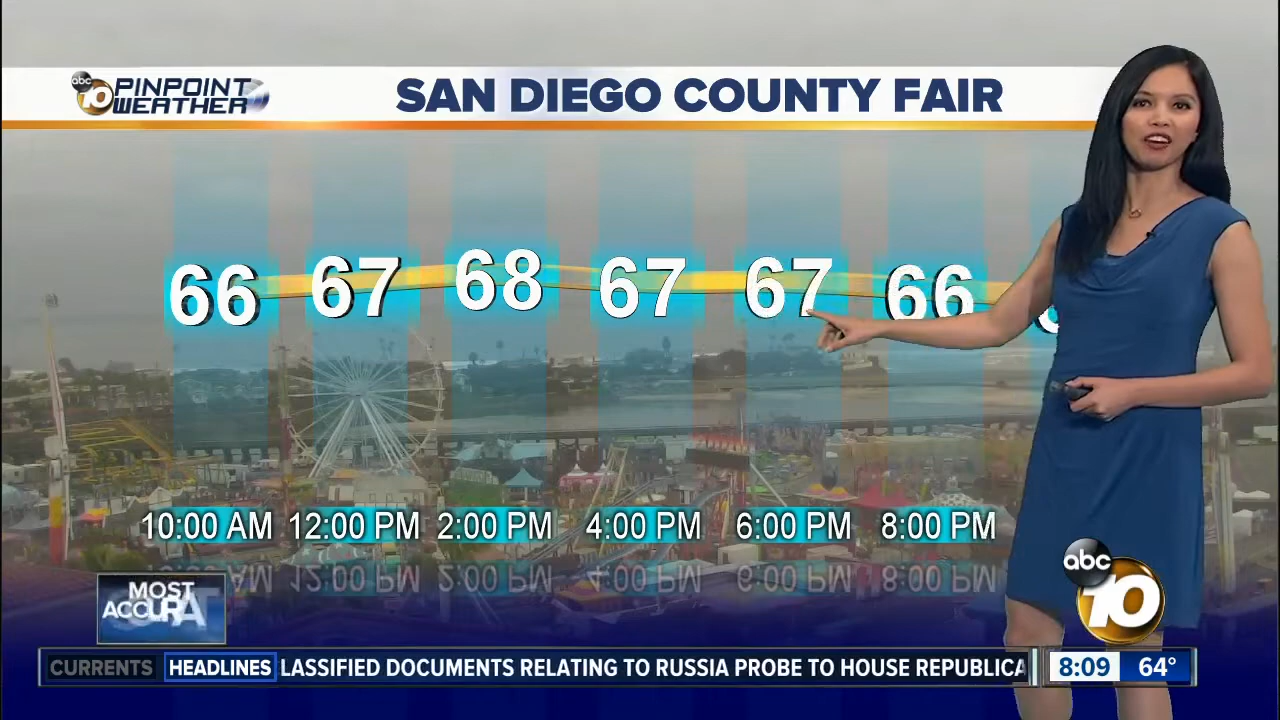 abc 10 PINPOINT WEATHER
SAN DIEGO COUNTY FAIR
66 67 68 67 67 66
10:00 AM 12:00 PM 2:00 PM 4:00 PM 6:00 PM 8:00 PM
MOST
abc
10
CURRENTS HEADLINES LASSIFIED DOCUMENTS RELATING TO RUSSIA PROBE TO HOUSE REPUBLICA 8:09 64°